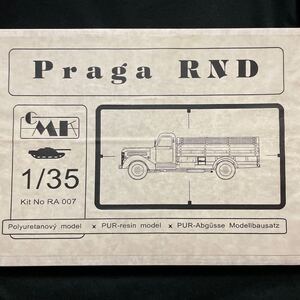 Praga RND
CMK
1/35
Kit No RA 007
Polyuretanový model × PUR-resin model × PUR-Abgüsse Modellbausatz